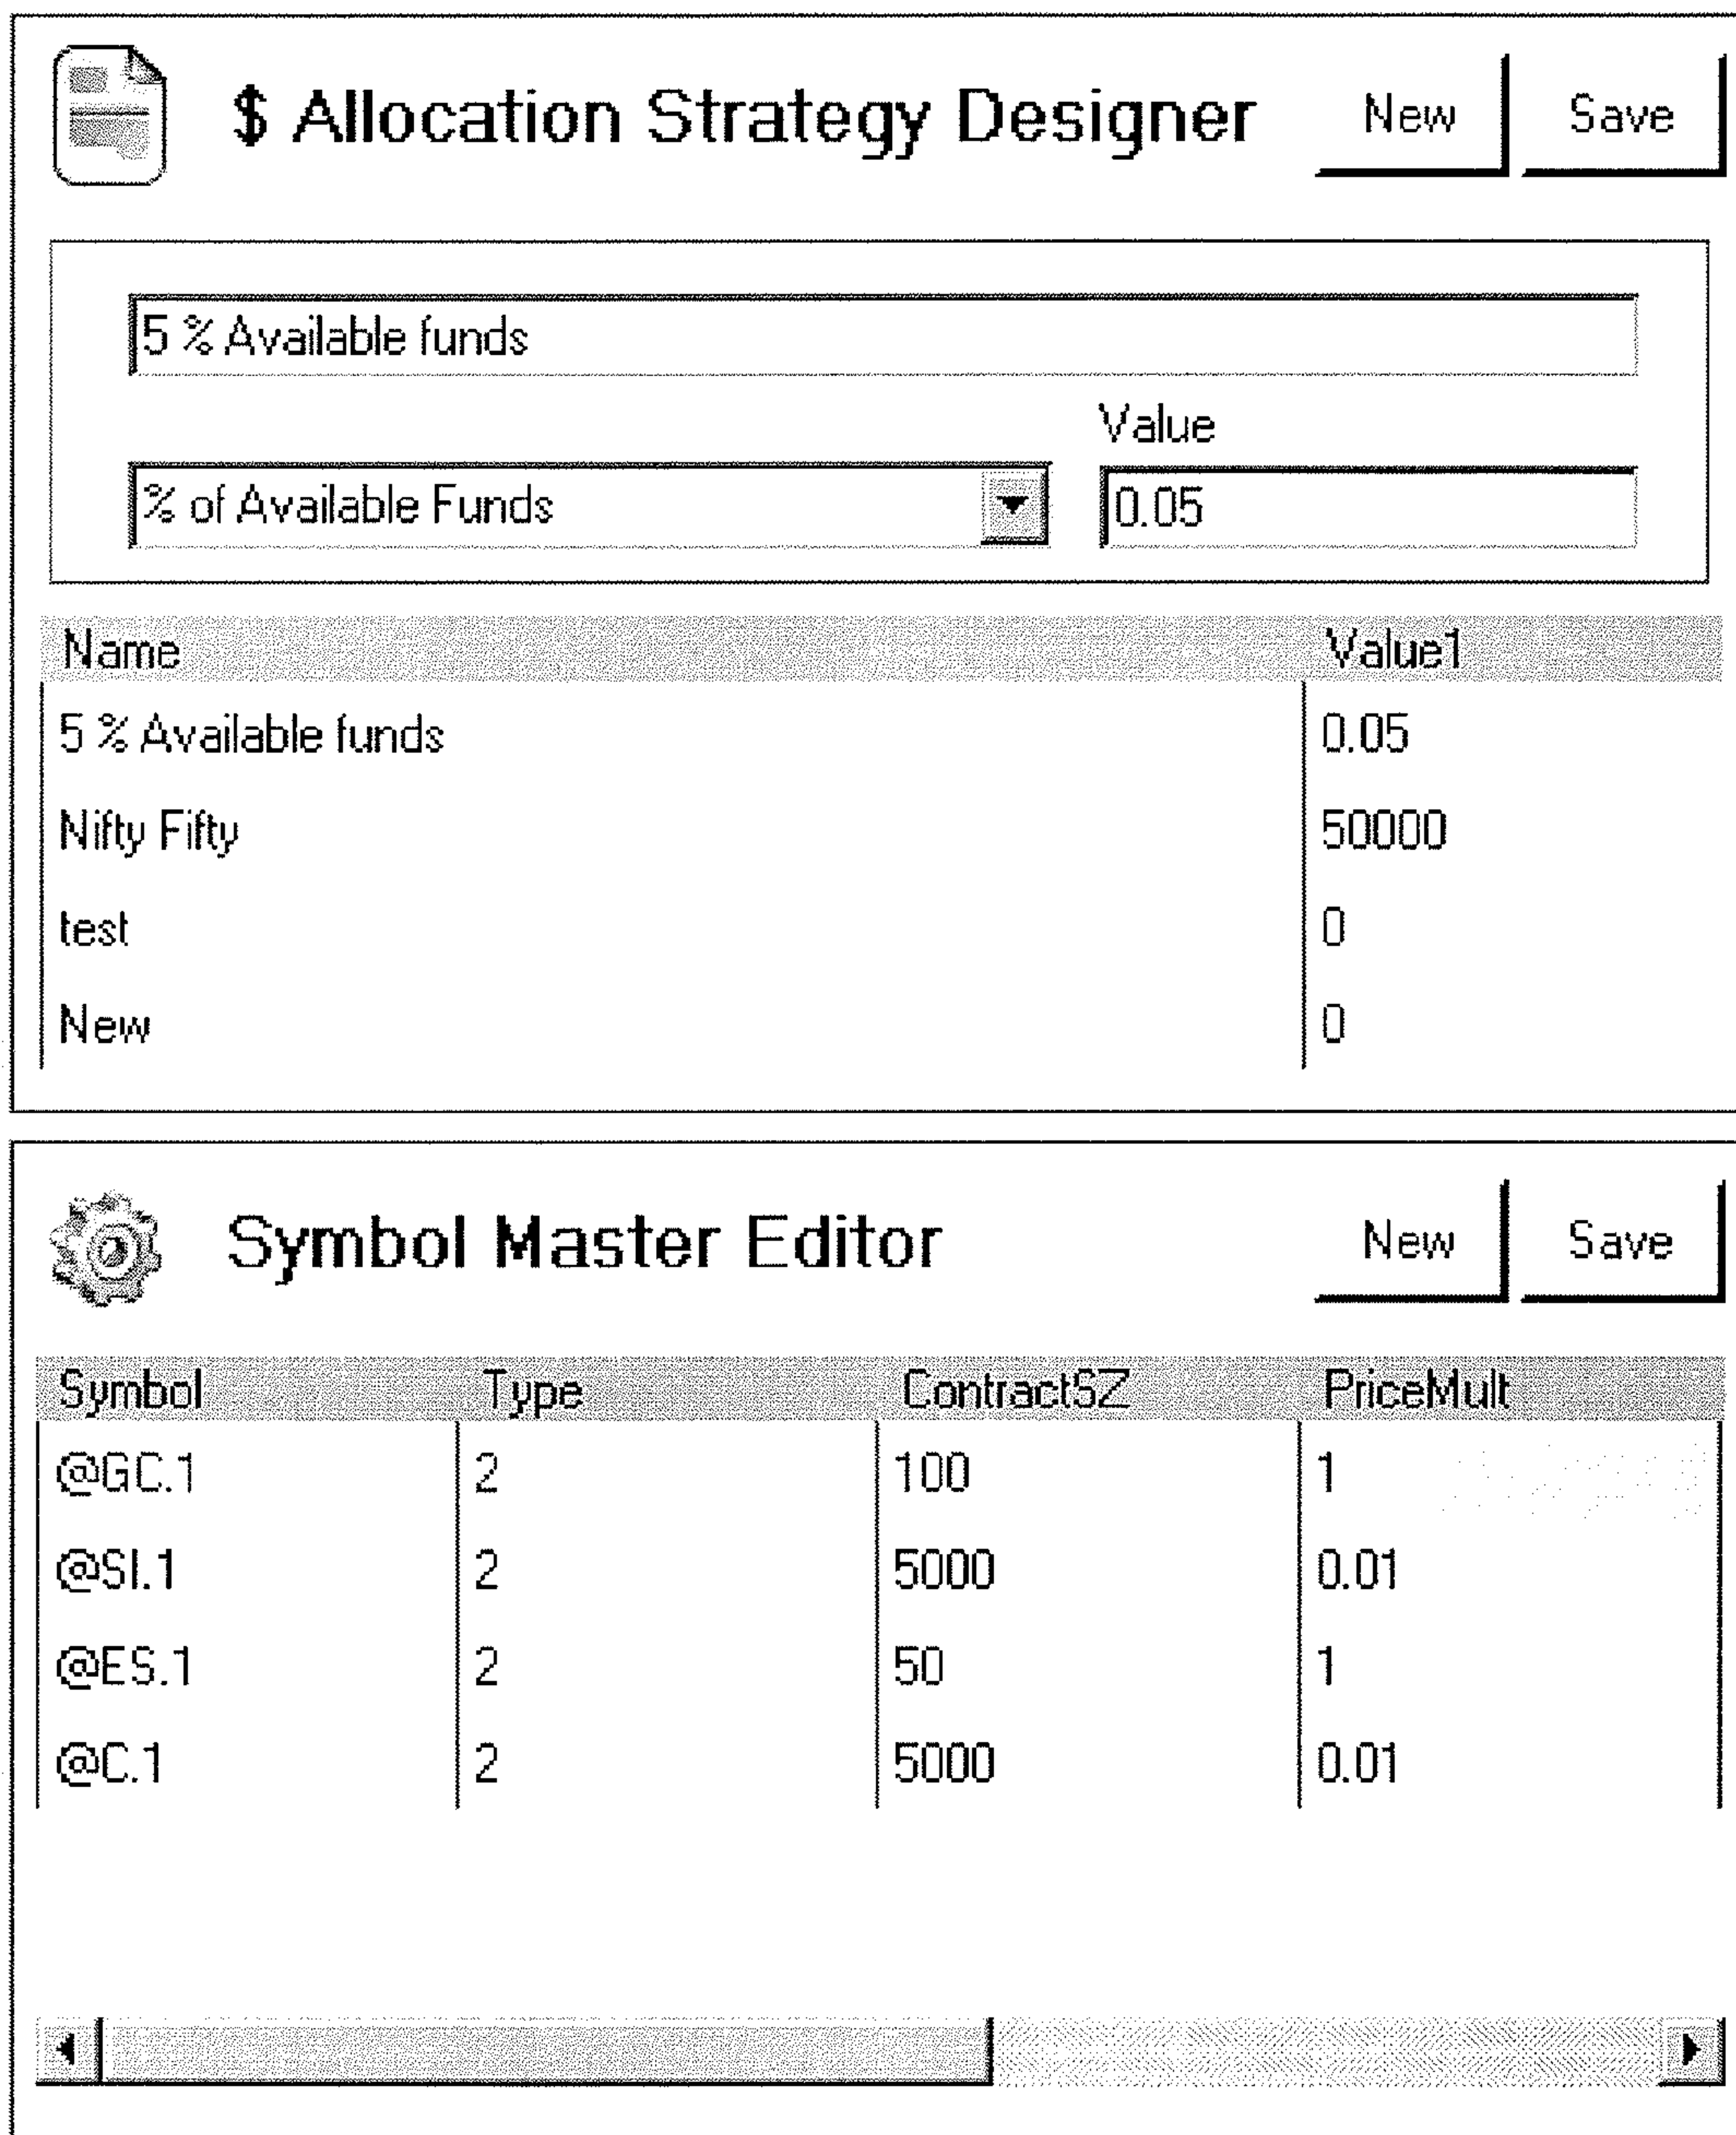 $ Allocation Strategy Designer New Save
5 % Available funds
Value
% of Available Funds 0.05
Name Value1
5 % Available funds 0.05
Nifty Fifty 50000
test 0
New 0
Symbol Master Editor New Save
Symbol Type ContractSZ PriceMult
@GC.1 2 100 1
@SI.1 2 5000 0.01
@ES.1 2 50 1
@C.1 2 5000 0.01